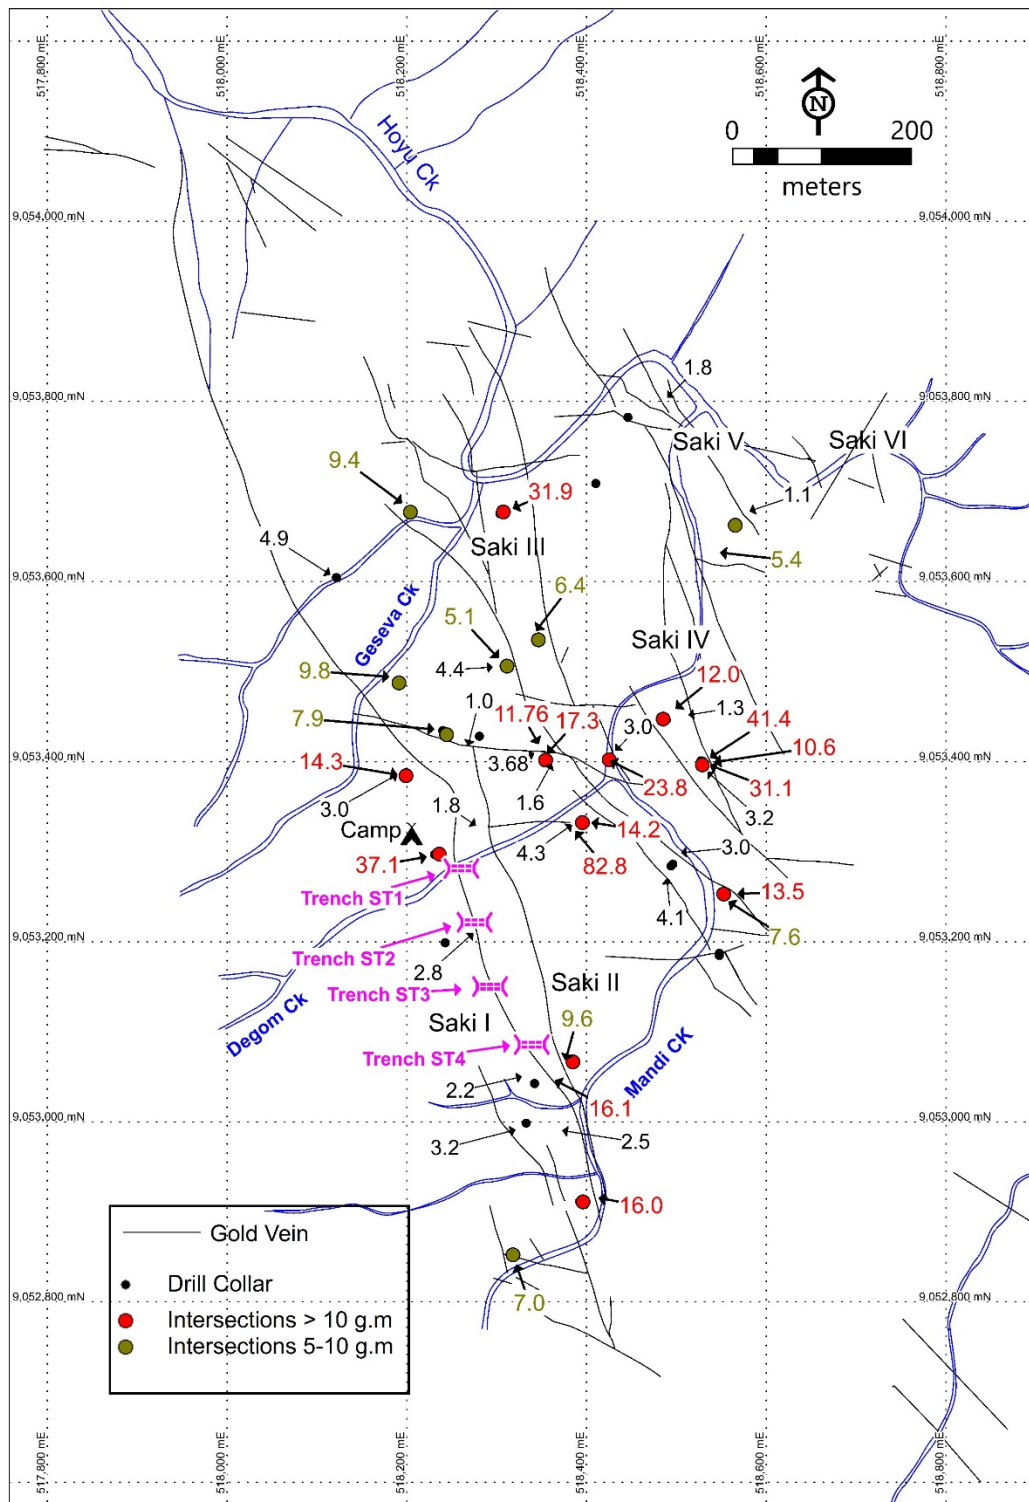 517,800 mE
518,000 mE
518,200 mE
518,400 mE
518,600 mE
518,800 mE
N
0 200
meters
Hoyu Ck
9,054,000 mN
9,054,000 mN
1.8
9,053,800 mN
9,053,800 mN
Saki V
Saki VI
9.4
31.9
1.1
4.9
Saki III
5.4
9,053,600 mN
9,053,600 mN
6.4
Geseva Ck
5.1
Saki IV
4.4
9.8
12.0
1.0
1.3
7.9
11.76
17.3
3.0
41.4
10.6
9,053,400 mN
9,053,400 mN
14.3
3.68
23.8
31.1
3.0
1.6
1.8
3.2
Camp
x
14.2
4.3
82.8
3.0
37.1
Trench ST1
13.5
4.1
7.6
9,053,200 mN
9,053,200 mN
Trench ST2
2.8
Trench ST3
Saki II
Degom Ck
Saki I
9.6
Trench ST4
Mandi CK
2.2
16.1
9,053,000 mN
9,053,000 mN
3.2
2.5
16.0
Gold Vein
Drill Collar
Intersections > 10 g.m
Intersections 5-10 g.m
7.0
9,052,800 mN
9,052,800 mN
517,800 mE
518,000 mE
518,200 mE
518,400 mE
518,600 mE
518,800 mE